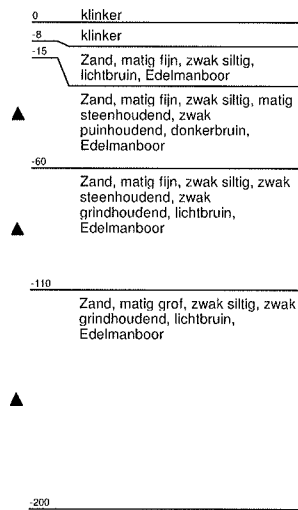 0 klinker
-8 klinker
-15 Zand, matig fijn, zwak siltig,
lichtbruin, Edelmanboor
Zand, matig fijn, zwak siltig, matig
steenhoudend, zwak
puinhoudend, donkerbruin,
Edelmanboor
-60
Zand, matig fijn, zwak siltig, zwak
steenhoudend, zwak
grindhoudend, lichtbruin,
Edelmanboor
-110
Zand, matig grof, zwak siltig, zwak
grindhoudend, lichtbruin,
Edelmanboor
-200